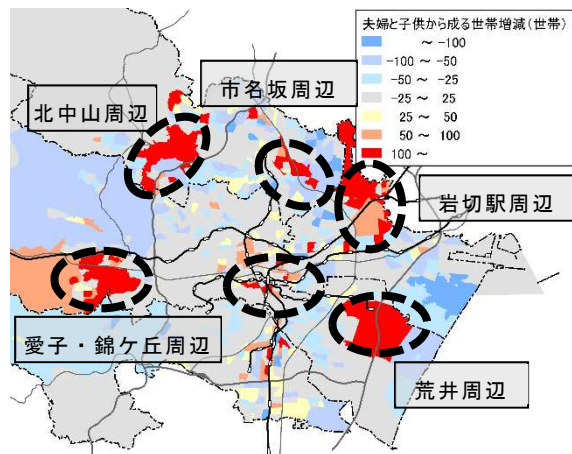 夫婦と子供から成る世帯増減(世帯)
～ -100
-100 ～ -50
-50 ～ -25
-25 ～ 25
25 ～ 50
50 ～ 100
100 ～
市名坂周辺
北中山周辺
岩切駅周辺
愛子・錦ケ丘周辺
荒井周辺